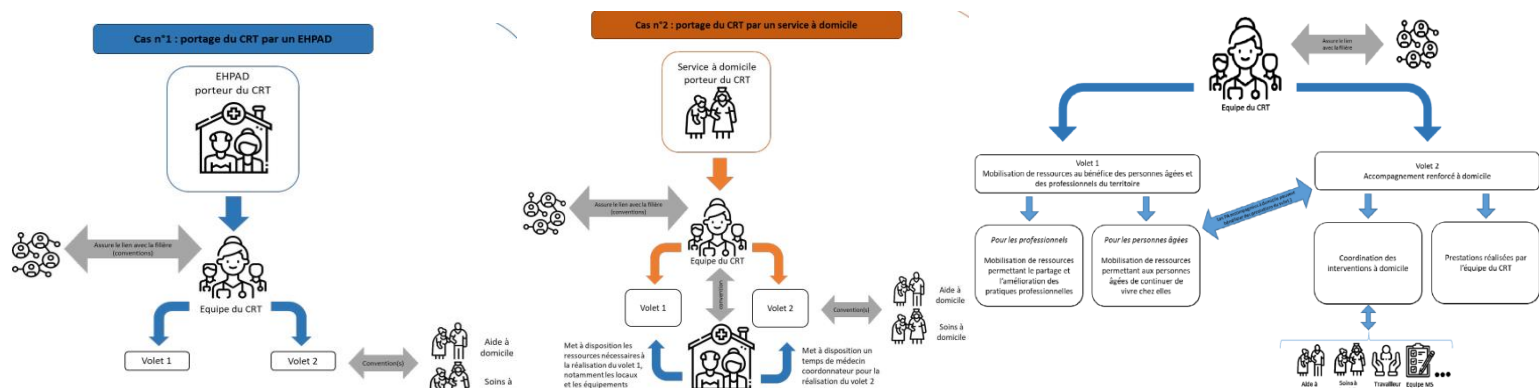 Cas n°1 : portage du CRT par un EHPAD
EHPAD
porteur du CRT
Assure le lien avec la filière
(conventions)
Equipe du CRT
Volet 1
Volet 2
Convention(s)
Aide à
domicile
Soins à
Cas n°2 : portage du CRT par un service à domicile
Service à domicile
porteur du CRT
Assure le lien avec la filière
(conventions)
Equipe du CRT
Volet 1
convention
Volet 2
Convention(s)
Aide à
domicile
Soins à
domicile
Met à disposition les
ressources nécessaires à
la réalisation du volet 1,
notamment les locaux
et les équipements
Met à disposition un
temps de médecin
coordonnateur pour la
réalisation du volet 2
Assure le lien
avec la filière
Equipe du CRT
Volet 1
Mobilisation de ressources au bénéfice des personnes âgées et
des professionnels du territoire
Volet 2
Accompagnement renforcé à domicile
Pour les professionnels
Mobilisation de ressources
permettant le partage et
l'amélioration des
pratiques professionnelles
Pour les personnes âgées
Mobilisation de ressources
permettant aux personnes
âgées de continuer de
vivre chez elles
Coordination des
interventions à domicile
Prestations réalisées par
l'équipe du CRT
Aide à
Soins à
Travailleur
Equipe MS